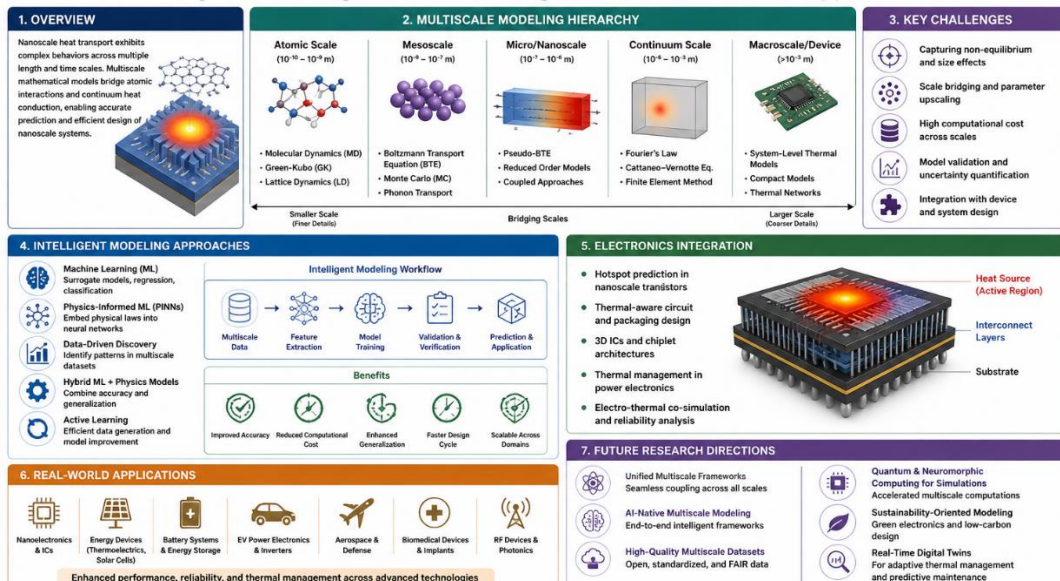 1. OVERVIEW
Nanoscale heat transport exhibits
complex behaviors across multiple
length and time scales. Multiscale
mathematical models bridge atomic
interactions and continuum heat
conduction, enabling accurate
prediction and efficient design of
nanoscale systems.
2. MULTISCALE MODELING HIERARCHY
Atomic Scale
(10⁻¹⁰ – 10⁻⁹ m)
• Molecular Dynamics (MD)
• Green-Kubo (GK)
• Lattice Dynamics (LD)
Mesoscale
(10⁻⁹ – 10⁻⁷ m)
• Boltzmann Transport
Equation (BTE)
• Monte Carlo (MC)
• Phonon Transport
Micro/Nanoscale
(10⁻⁷ – 10⁻⁶ m)
• Pseudo-BTE
• Reduced Order Models
• Coupled Approaches
Continuum Scale
(10⁻⁶ – 10⁻³ m)
• Fourier's Law
• Cattaneo–Vernotte Eq.
• Finite Element Method
Macroscale/Device
(>10⁻³ m)
• System-Level Thermal
Models
• Compact Models
• Thermal Networks
Smaller Scale
(Finer Details)
Bridging Scales
Larger Scale
(Coarser Details)
3. KEY CHALLENGES
Capturing non-equilibrium
and size effects
Scale bridging and parameter
upscaling
High computational cost
across scales
Model validation and
uncertainty quantification
Integration with device
and system design
4. INTELLIGENT MODELING APPROACHES
Machine Learning (ML)
Surrogate models, regression,
classification
Physics-Informed ML (PINNs)
Embed physical laws into
neural networks
Data-Driven Discovery
Identify patterns in multiscale
datasets
Hybrid ML + Physics Models
Combine accuracy and
generalization
Active Learning
Efficient data generation and
model improvement
Intelligent Modeling Workflow
Multiscale
Data
Feature
Extraction
Model
Training
Validation &
Verification
Prediction &
Application
Benefits
Improved Accuracy
Reduced Computational
Cost
Enhanced
Generalization
Faster Design
Cycle
Scalable Across
Domains
5. ELECTRONICS INTEGRATION
• Hotspot prediction in
nanoscale transistors
• Thermal-aware circuit
and packaging design
• 3D ICs and chiplet
architectures
• Thermal management in
power electronics
• Electro-thermal co-simulation
and reliability analysis
Heat Source
(Active Region)
Interconnect
Layers
Substrate
6. REAL-WORLD APPLICATIONS
Nanoelectronics
& ICs
Energy Devices
(Thermoelectrics,
Solar Cells)
Battery Systems
& Energy Storage
EV Power Electronics
& Inverters
Aerospace &
Defense
Biomedical Devices
& Implants
RF Devices &
Photonics
Enhanced performance, reliability, and thermal management across advanced technologies
7. FUTURE RESEARCH DIRECTIONS
Unified Multiscale Frameworks
Seamless coupling across all scales
AI-Native Multiscale Modeling
End-to-end intelligent frameworks
High-Quality Multiscale Datasets
Open, standardized, and FAIR data
Quantum & Neuromorphic
Computing for Simulations
Accelerated multiscale computations
Sustainability-Oriented Modeling
Green electronics and low-carbon
design
Real-Time Digital Twins
For adaptive thermal management
and predictive maintenance